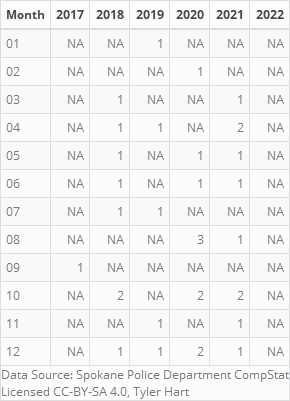 Month 2017 2018 2019 2020 2021 2022
01 NA NA 1 NA NA NA
02 NA NA NA 1 NA NA
03 NA 1 NA NA 1 NA
04 NA 1 1 NA 2 NA
05 NA 1 NA 1 1 NA
06 NA 1 NA 1 1 NA
07 NA 1 1 NA NA NA
08 NA NA NA 3 1 NA
09 1 NA NA NA NA NA
10 NA 2 NA 2 2 NA
11 NA NA 1 NA 1 NA
12 NA 1 1 2 1 NA
Data Source: Spokane Police Department CompStat
Licensed CC-BY-SA 4.0, Tyler Hart